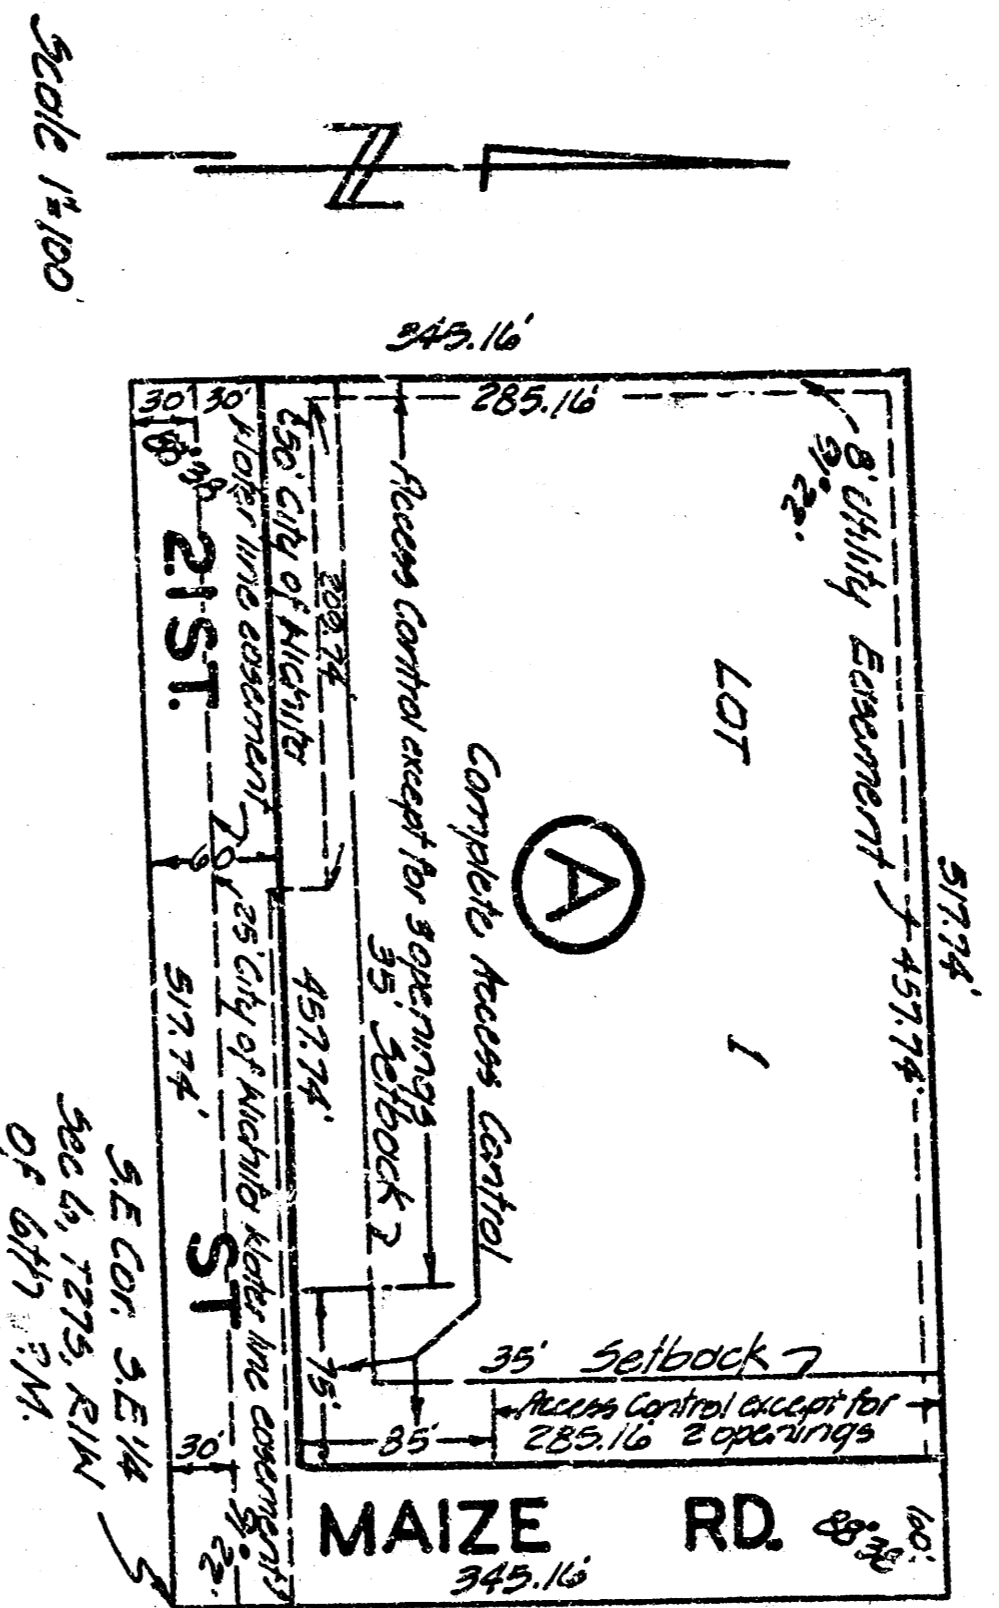 Scale 1"=100'
N
345.16'
285.16'
30'
30'
88°38'
Water line easement
50' City of Wichita
209.74'
21ST.
ST
60'
25' City of Wichita Water line easement
517.74'
457.74'
Access Control except for 3 openings
35' Setback
Complete Access Control
8' Utility Easement
91°22'
LOT
1
A
457.74'
517.74'
35' Setback
Access Control except for
285.16' 2 openings
75'
85'
MAIZE RD.
345.16'
88°38'
30'
91°22'
S.E Cor. S.E 1/4
Sec 6, T27S, R1W
Of 6th P.M.